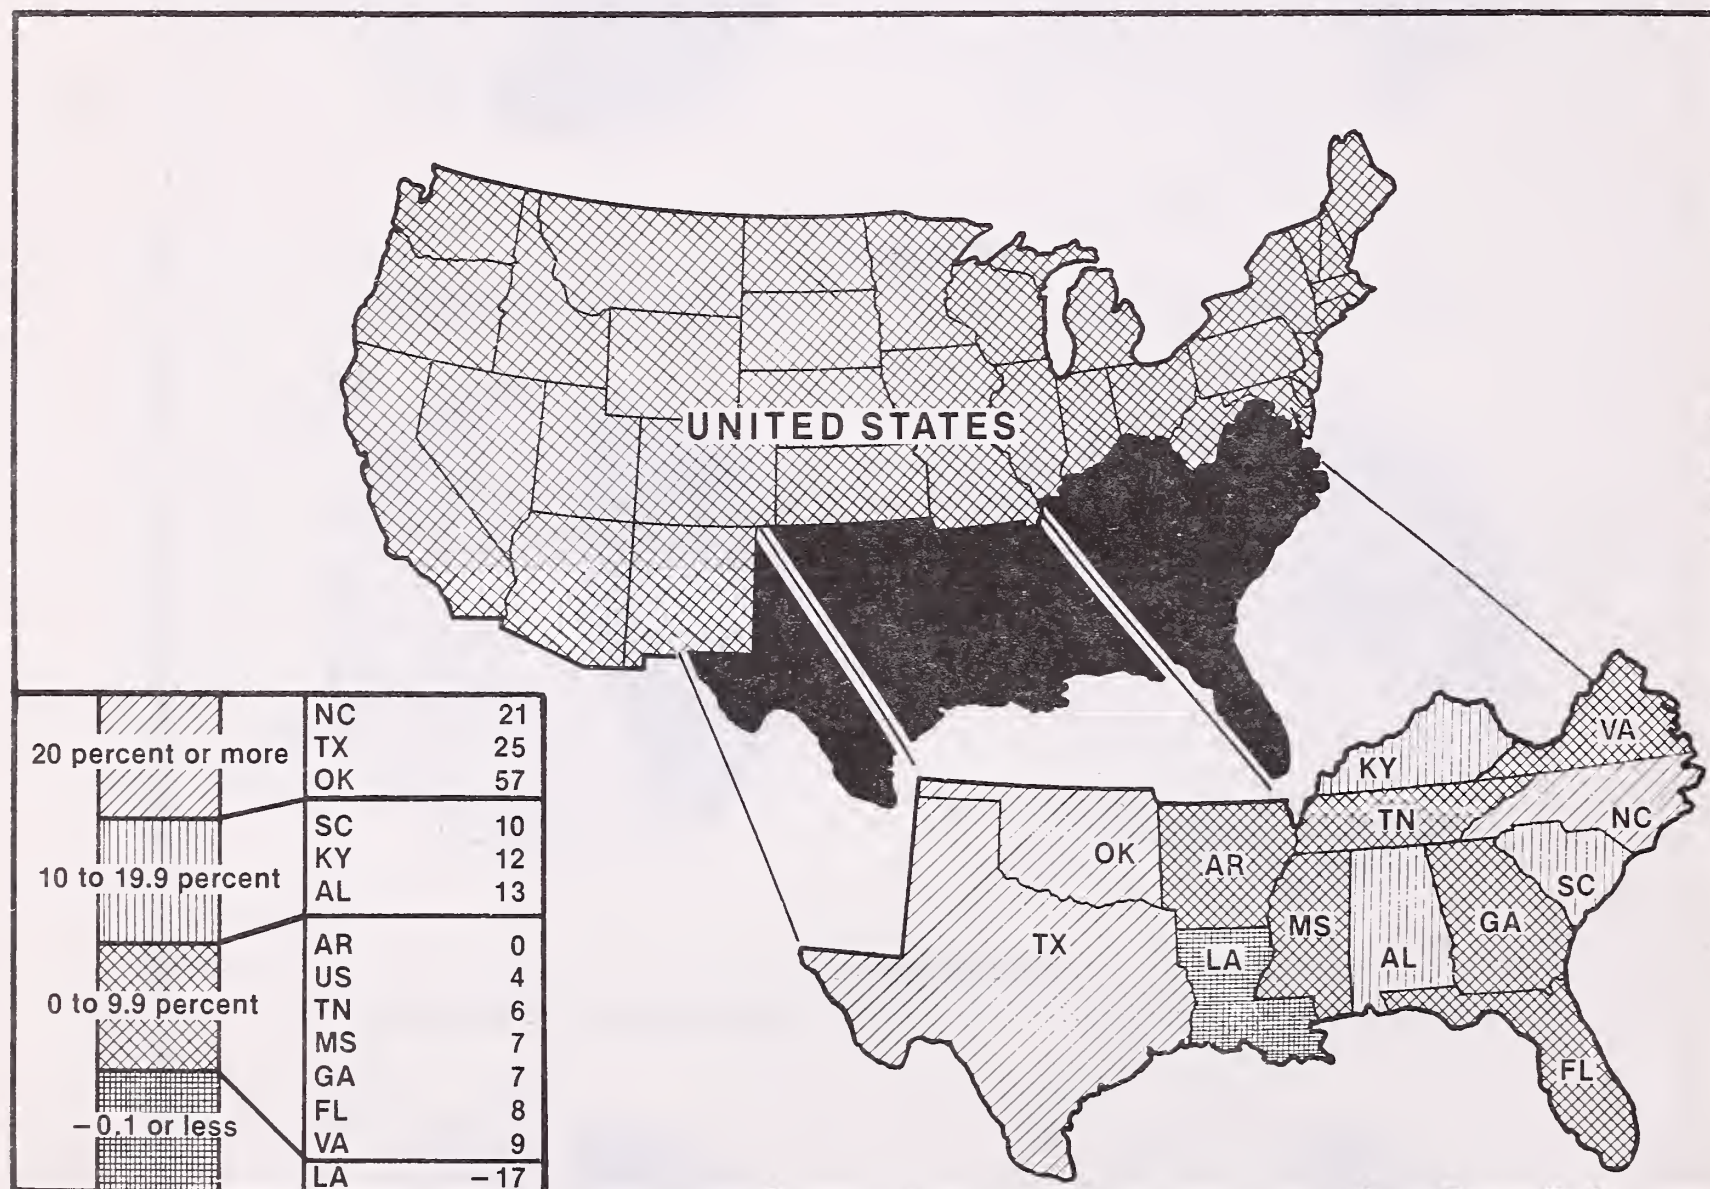 UNITED STATES
20 percent or more
NC 21
TX 25
OK 57
10 to 19.9 percent
SC 10
KY 12
AL 13
0 to 9.9 percent
AR 0
US 4
TN 6
MS 7
GA 7
FL 8
VA 9
−0.1 or less
LA −17
VA
KY
TN
NC
OK
AR
SC
MS
GA
TX
LA
AL
FL